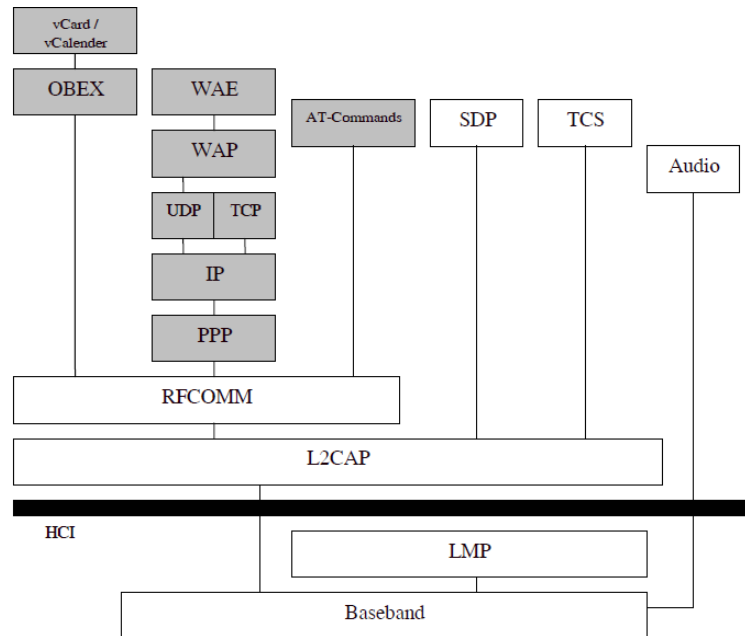 vCard /
vCalender
OBEX
WAE
AT-Commands
SDP
TCS
WAP
Audio
UDP
TCP
IP
PPP
RFCOMM
L2CAP
HCI
LMP
Baseband